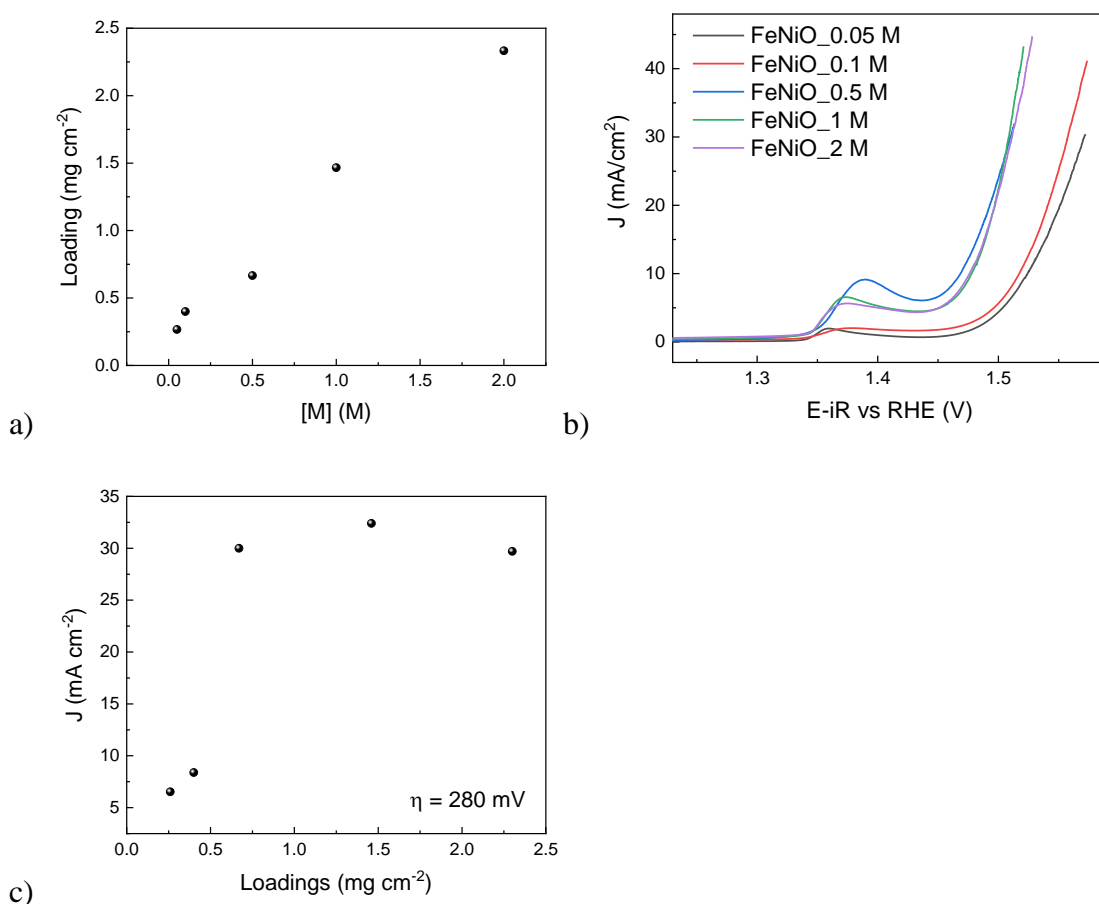 2.5
2.0
1.5
1.0
0.5
0.0
Loading (mg cm⁻²)
0.0 0.5 1.0 1.5 2.0
[M] (M)
a)
FeNiO_0.05 M
FeNiO_0.1 M
FeNiO_0.5 M
FeNiO_1 M
FeNiO_2 M
40
30
20
10
0
J (mA/cm²)
1.3 1.4 1.5
E-iR vs RHE (V)
b)
35
30
25
20
15
10
5
J (mA cm⁻²)
η = 280 mV
0.0 0.5 1.0 1.5 2.0 2.5
Loadings (mg cm⁻²)
c)